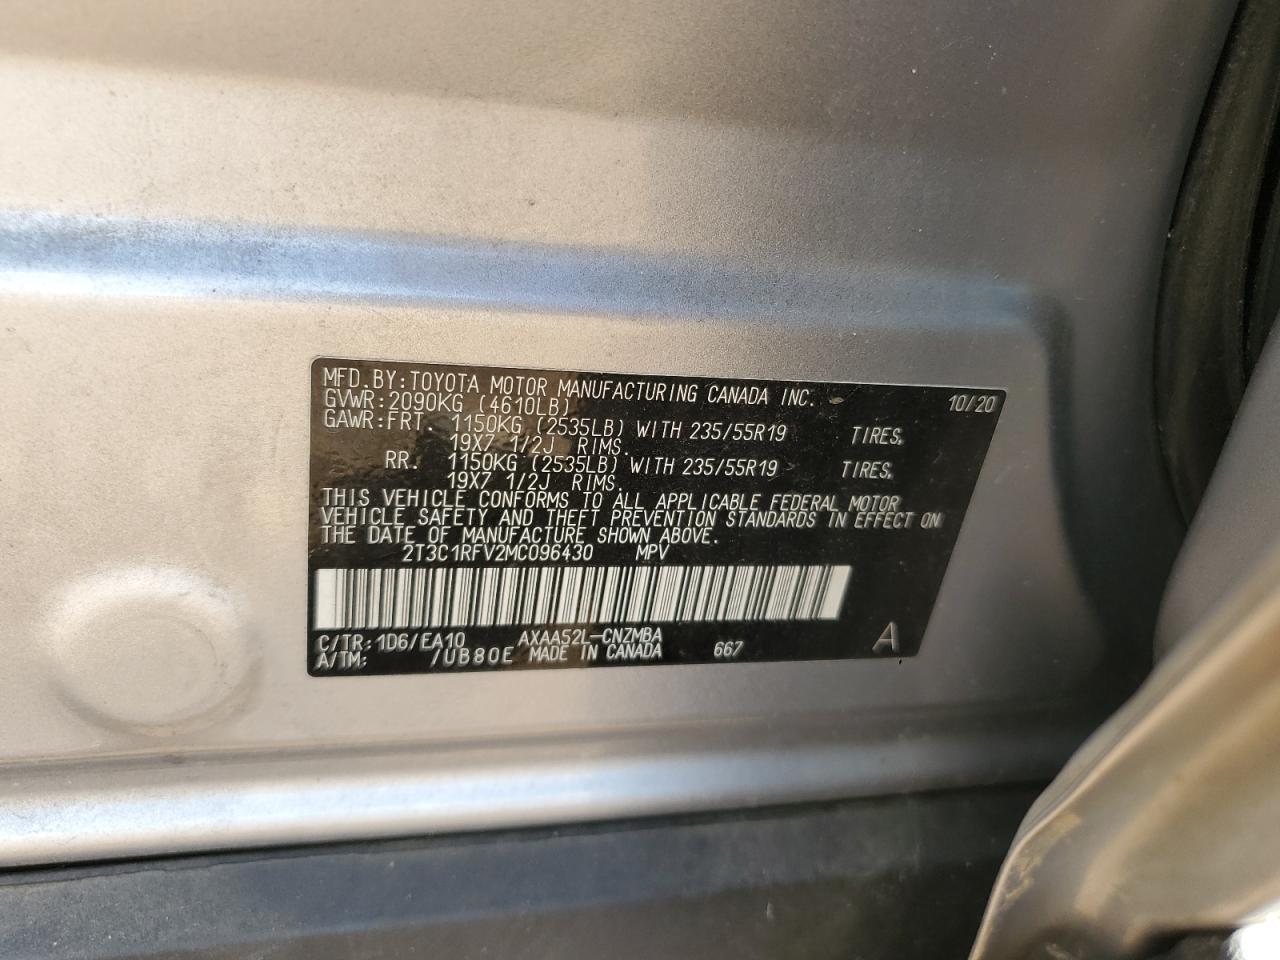 MFD.BY:TOYOTA MOTOR MANUFACTURING CANADA INC. 10/20
GVWR:2090KG (4610LB)
GAWR:FRT. 1150KG (2535LB) WITH 235/55R19 TIRES,
19X7 1/2J RIMS.
RR. 1150KG (2535LB) WITH 235/55R19 TIRES,
19X7 1/2J RIMS.
THIS VEHICLE CONFORMS TO ALL APPLICABLE FEDERAL MOTOR
VEHICLE SAFETY AND THEFT PREVENTION STANDARDS IN EFFECT ON
THE DATE OF MANUFACTURE SHOWN ABOVE.
2T3C1RFV2MC096430 MPV
C/TR:1D6/EA10 AXAA52L-CNZMBA A
A/TM: /UB80E MADE IN CANADA 667